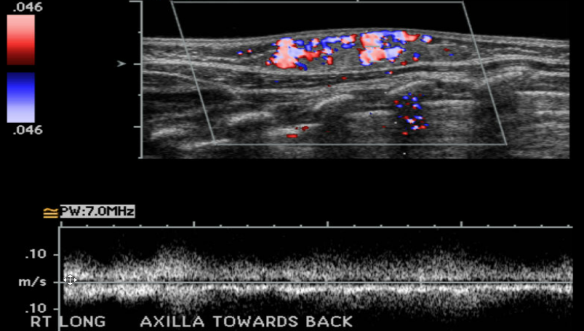 .046
.046
PW:7.0MHz
.10
m/s
.10
RT LONG AXILLA TOWARDS BACK